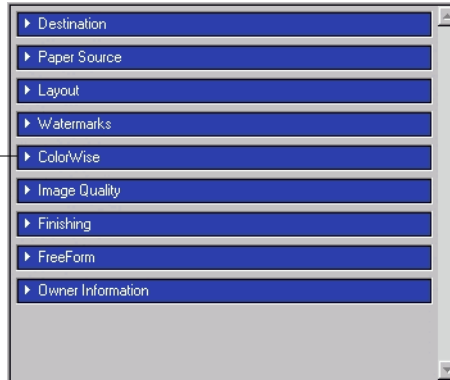 Destination
Paper Source
Layout
Watermarks
ColorWise
Image Quality
Finishing
FreeForm
Owner Information